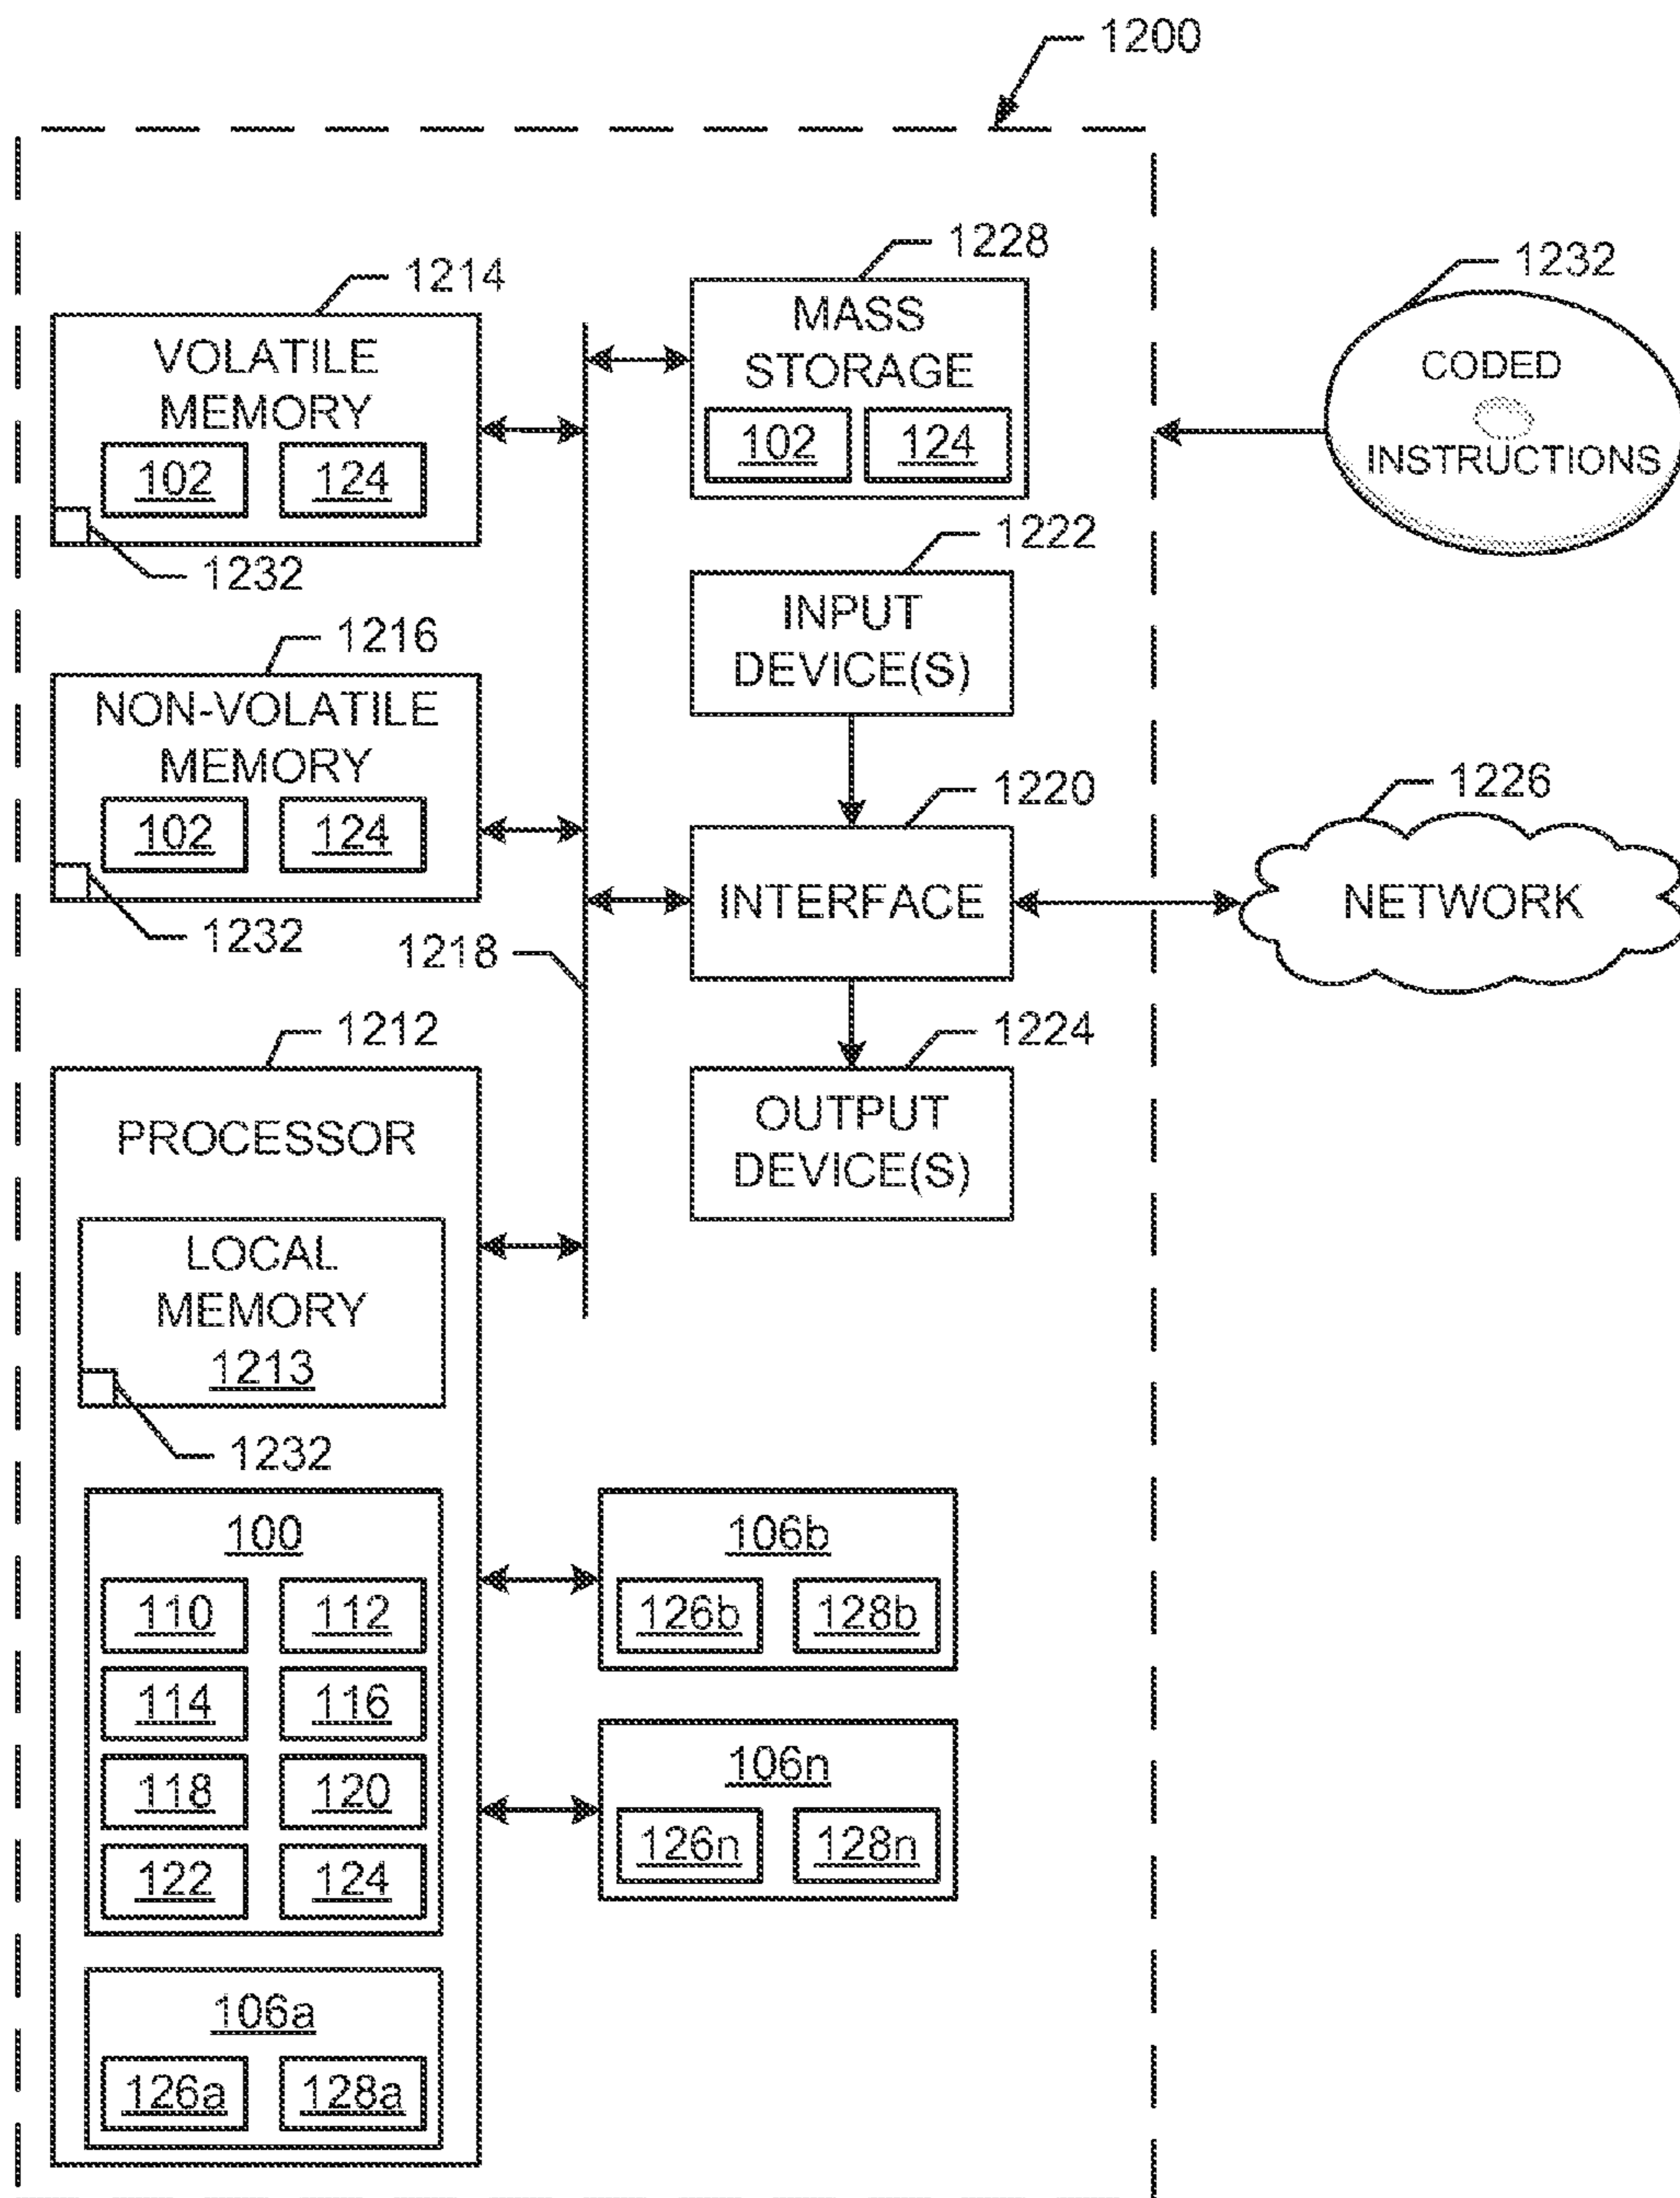 1200
1214
VOLATILE
MEMORY
102 124
1232
1228
MASS
STORAGE
102 124
1232
CODED
INSTRUCTIONS
1222
INPUT
DEVICE(S)
1216
NON-VOLATILE
MEMORY
102 124
1232
1220
INTERFACE
1226
NETWORK
1218
1224
OUTPUT
DEVICE(S)
1212
PROCESSOR
LOCAL
MEMORY
1213
1232
100
110 112
114 116
118 120
122 124
106b
126b 128b
106n
126n 128n
106a
126a 128a